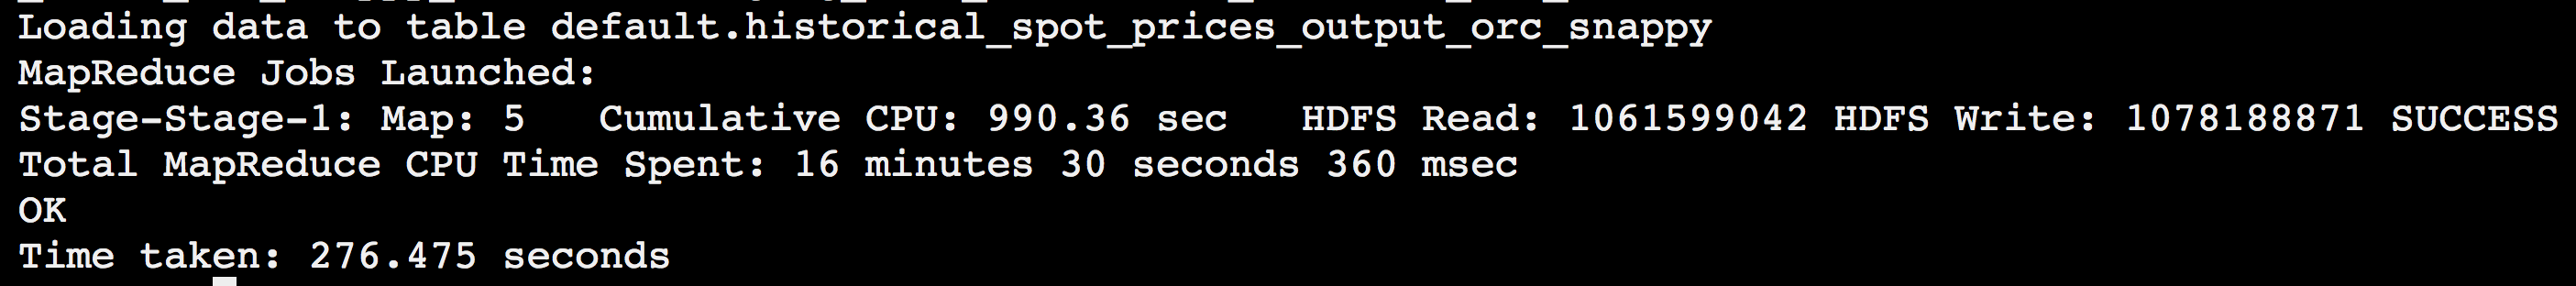 Loading data to table default.historical_spot_prices_output_orc_snappy
MapReduce Jobs Launched:
Stage-Stage-1: Map: 5   Cumulative CPU: 990.36 sec   HDFS Read: 1061599042 HDFS Write: 1078188871 SUCCESS
Total MapReduce CPU Time Spent: 16 minutes 30 seconds 360 msec
OK
Time taken: 276.475 seconds